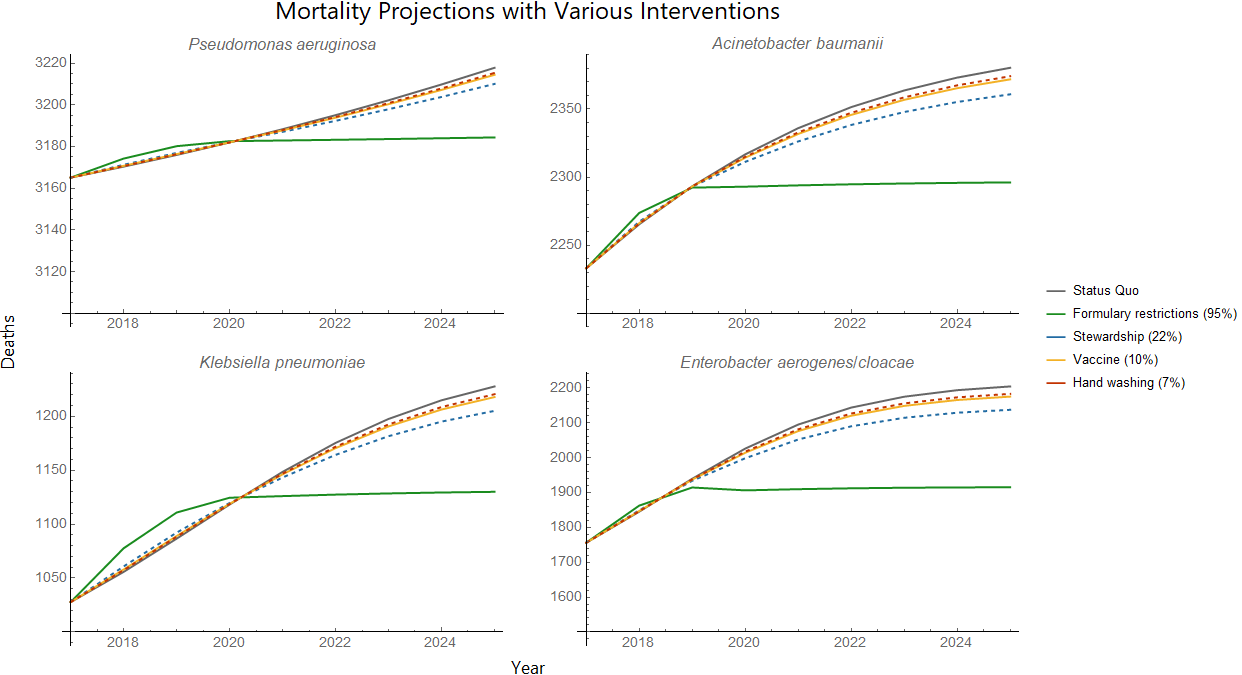 Mortality Projections with Various Interventions
Pseudomonas aeruginosa
3220
3200
3180
3160
3140
3120
2018 2020 2022 2024
Acinetobacter baumanii
2350
2300
2250
2018 2020 2022 2024
Deaths
Klebsiella pneumoniae
1200
1150
1100
1050
2018 2020 2022 2024
Enterobacter aerogenes/cloacae
2200
2100
2000
1900
1800
1700
1600
2018 2020 2022 2024
Year
Status Quo
Formulary restrictions (95%)
Stewardship (22%)
Vaccine (10%)
Hand washing (7%)